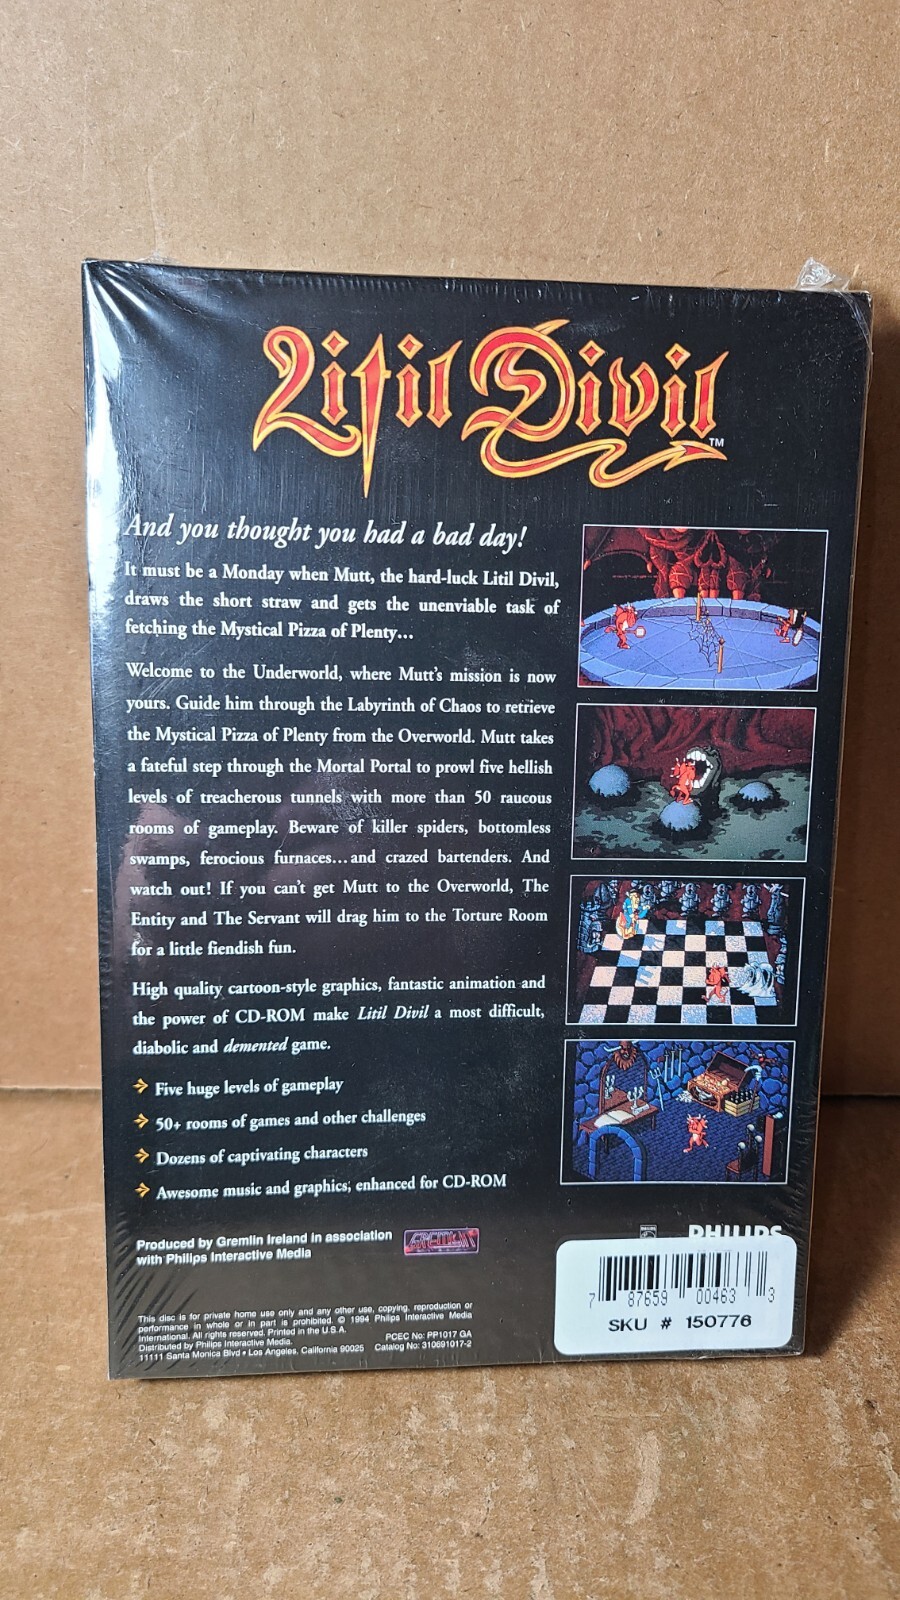 Litil Divil™
And you thought you had a bad day!
It must be a Monday when Mutt, the hard-luck Litil Divil,
draws the short straw and gets the unenviable task of
fetching the Mystical Pizza of Plenty...
Welcome to the Underworld, where Mutt's mission is now
yours. Guide him through the Labyrinth of Chaos to retrieve
the Mystical Pizza of Plenty from the Overworld. Mutt takes
a fateful step through the Mortal Portal to prowl five hellish
levels of treacherous tunnels with more than 50 raucous
rooms of gameplay. Beware of killer spiders, bottomless
swamps, ferocious furnaces...and crazed bartenders. And
watch out! If you can't get Mutt to the Overworld, The
Entity and The Servant will drag him to the Torture Room
for a little fiendish fun.
High quality cartoon-style graphics, fantastic animation and
the power of CD-ROM make Litil Divil a most difficult,
diabolic and demented game.
Five huge levels of gameplay
50+ rooms of games and other challenges
Dozens of captivating characters
Awesome music and graphics, enhanced for CD-ROM
Produced by Gremlin Ireland in association
with Philips Interactive Media
GREMLIN
PHILIPS
This disc is for private home use only and any other use, copying, reproduction or
performance in whole or in part is prohibited. © 1994 Philips Interactive Media
International. All rights reserved. Printed in the U.S.A.
Distributed by Philips Interactive Media.
11111 Santa Monica Blvd • Los Angeles, California 90025
PCEC No: PP1017 GA
Catalog No: 310691017-2
7 87659 00463 3
SKU # 150776